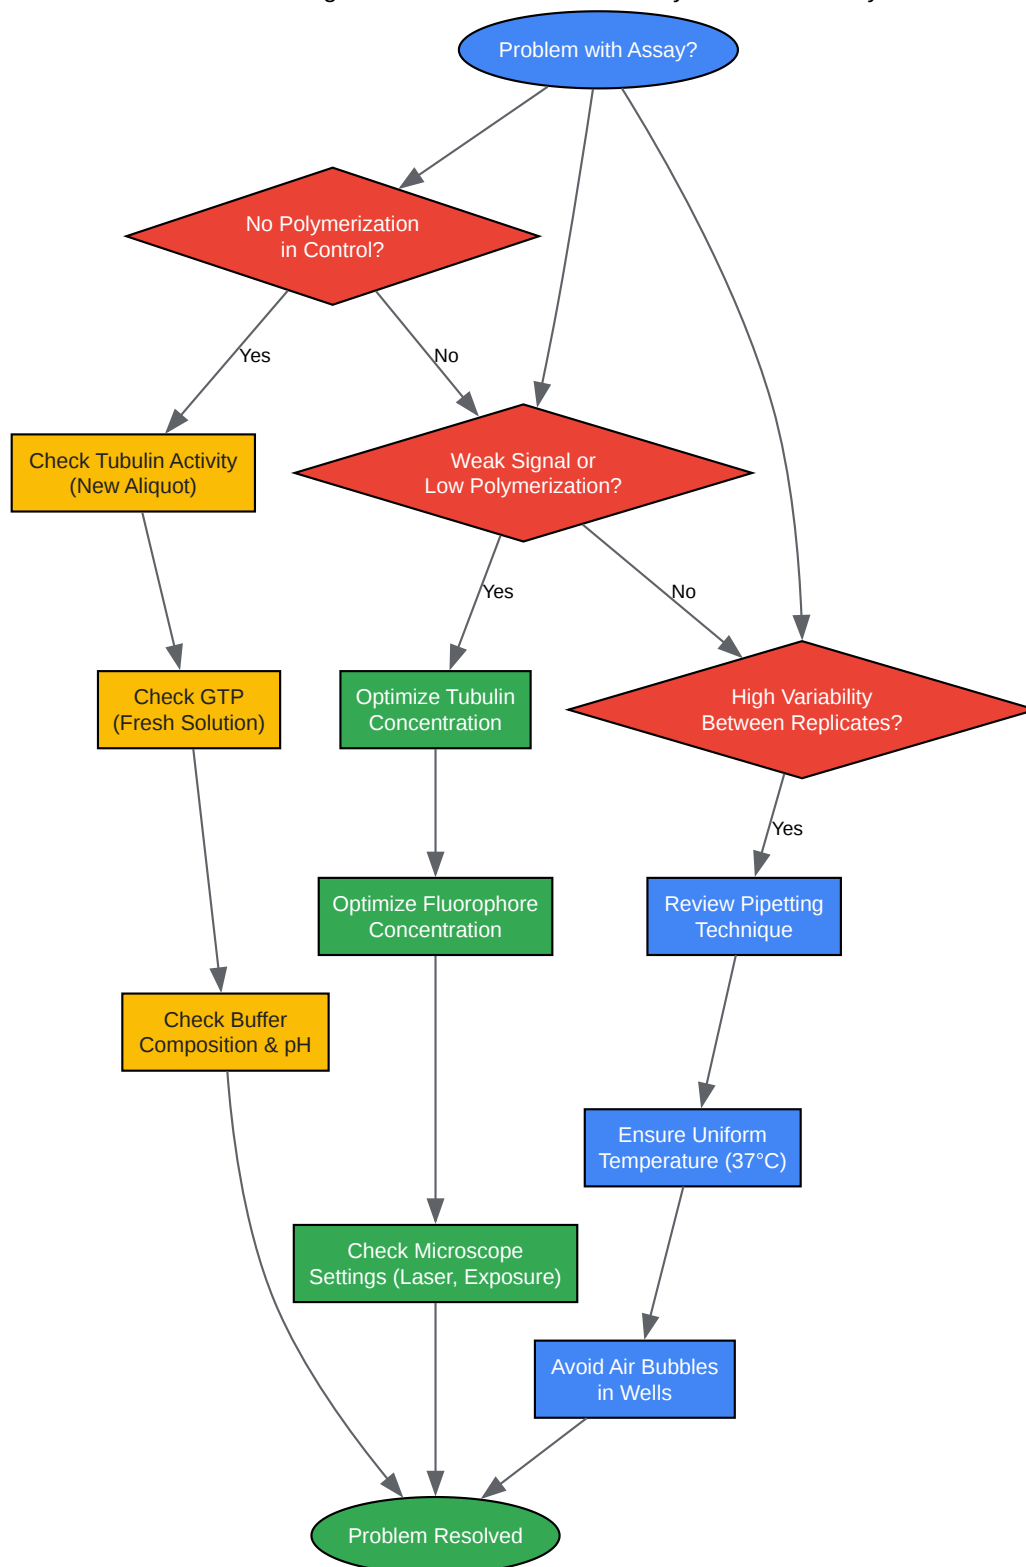 Problem with Assay?
No Polymerization
in Control?
Yes
No
Check Tubulin Activity
(New Aliquot)
Weak Signal or
Low Polymerization?
Yes
No
Check GTP
(Fresh Solution)
Optimize Tubulin
Concentration
High Variability
Between Replicates?
Yes
Optimize Fluorophore
Concentration
Review Pipetting
Technique
Check Buffer
Composition & pH
Ensure Uniform
Temperature (37°C)
Check Microscope
Settings (Laser, Exposure)
Avoid Air Bubbles
in Wells
Problem Resolved